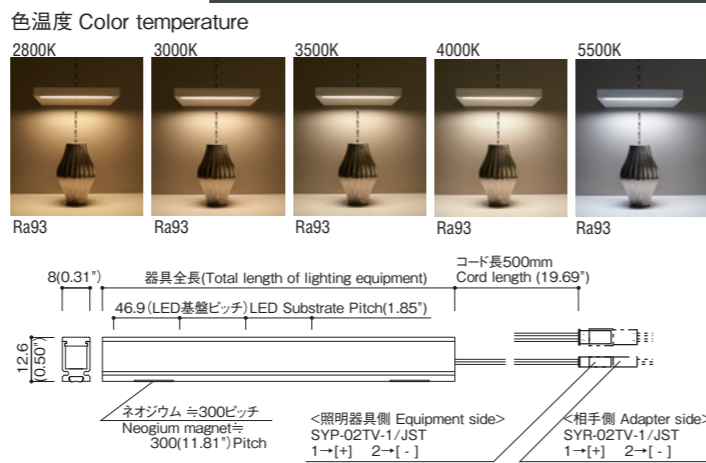 色温度 Color temperature
2800K 3000K 3500K 4000K 5500K
Ra93 Ra93 Ra93 Ra93 Ra93
8(0.31")
器具全長(Total length of lighting equipment)
コード長500mm
Cord length (19.69")
46.9(LED基盤ピッチ)LED Substrate Pitch(1.85")
12.6
(0.50")
ネオジウム ≒300ピッチ
Neogium magnet≒
300(11.81")Pitch
<照明器具側 Equipment side>
SYP-02TV-1/JST
1→[+] 2→[ - ]
<相手側 Adapter side>
SYR-02TV-1/JST
1→[+] 2→[ - ]